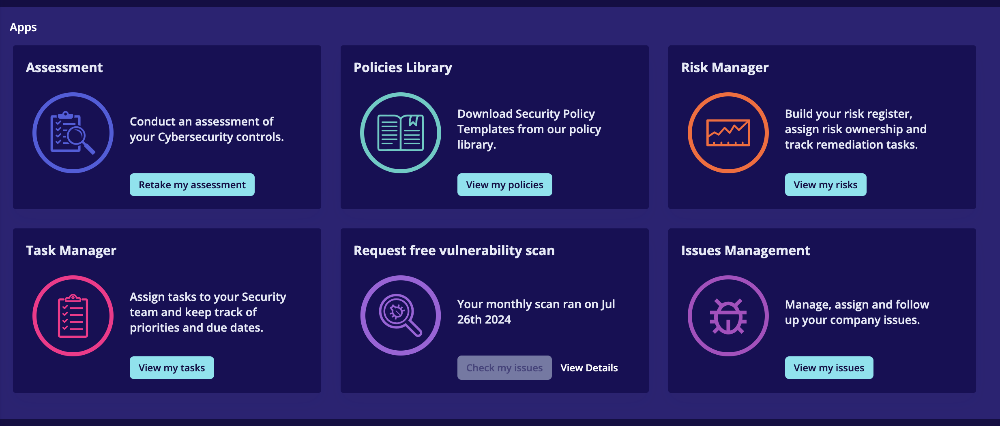 Apps
Assessment
Conduct an assessment of
your Cybersecurity controls.
Retake my assessment
Policies Library
Download Security Policy
Templates from our policy
library.
View my policies
Risk Manager
Build your risk register,
assign risk ownership and
track remediation tasks.
View my risks
Task Manager
Assign tasks to your Security
team and keep track of
priorities and due dates.
View my tasks
Request free vulnerability scan
Your monthly scan ran on Jul
26th 2024
Check my issues
View Details
Issues Management
Manage, assign and follow
up your company issues.
View my issues